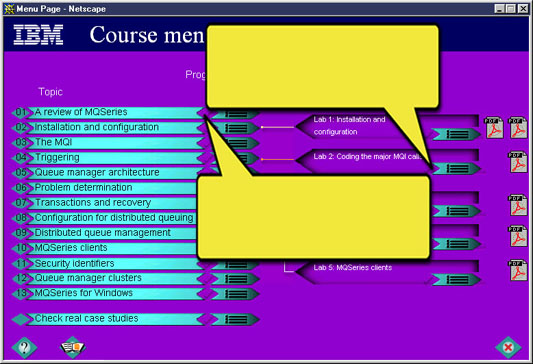 Menu Page - Netscape
IBM
Course men
Prog
Topic
01 A review of MQSeries
02 Installation and configuration
03 The MQI
04 Triggering
05 Queue manager architecture
06 Problem determination
07 Transactions and recovery
08 Configuration for distributed queuing
09 Distributed queue management
10 MQSeries clients
11 Security identifiers
12 Queue manager clusters
13 MQSeries for Windows
Check real case studies
Lab 1: Installation and
configuration
Lab 2: Coding the major MQI call
Lab 5: MQSeries clients
PDF
PDF
PDF
PDF
PDF
PDF
?